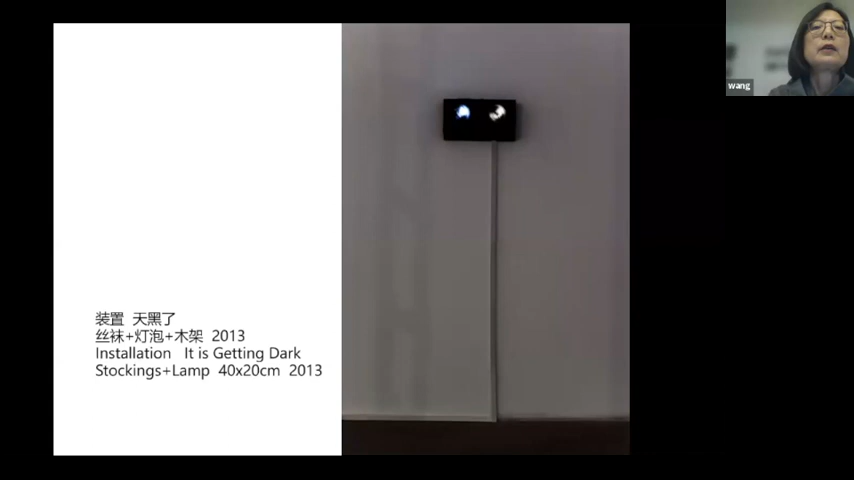 装置 天黑了
丝袜+灯泡+木架 2013
Installation It is Getting Dark
Stockings+Lamp 40x20cm 2013
wang